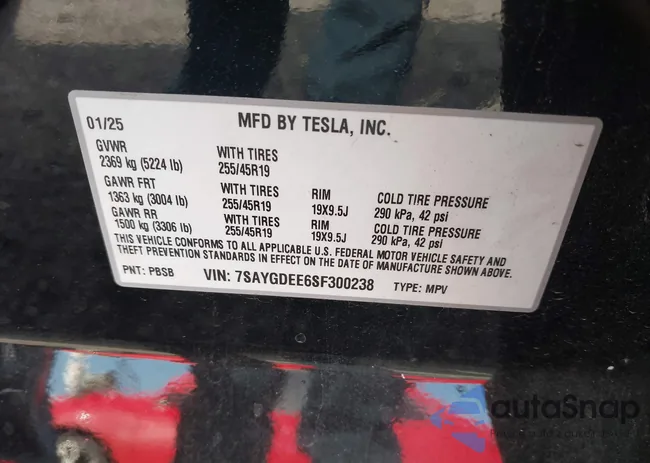 01/25 MFD BY TESLA, INC.
GVWR
2369 kg (5224 lb) WITH TIRES 255/45R19
GAWR FRT
1363 kg (3004 lb) WITH TIRES 255/45R19 RIM 19X9.5J COLD TIRE PRESSURE 290 kPa, 42 psi
GAWR RR
1500 kg (3306 lb) WITH TIRES 255/45R19 RIM 19X9.5J COLD TIRE PRESSURE 290 kPa, 42 psi
THIS VEHICLE CONFORMS TO ALL APPLICABLE U.S. FEDERAL MOTOR VEHICLE SAFETY AND
THEFT PREVENTION STANDARDS IN EFFECT ON THE DATE OF MANUFACTURE SHOWN ABOVE.
PNT: PBSB VIN: 7SAYGDEE6SF300238 TYPE: MPV
autaSnap